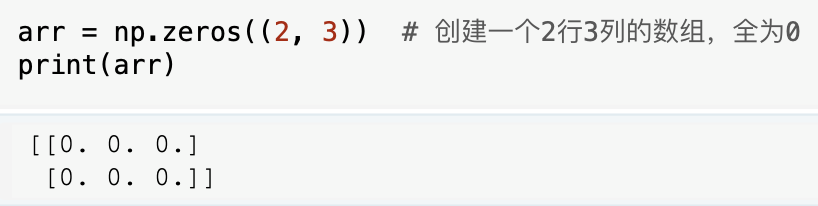 arr = np.zeros((2, 3))  # 创建一个2行3列的数组，全为0
print(arr)
[[0. 0. 0.]
 [0. 0. 0.]]